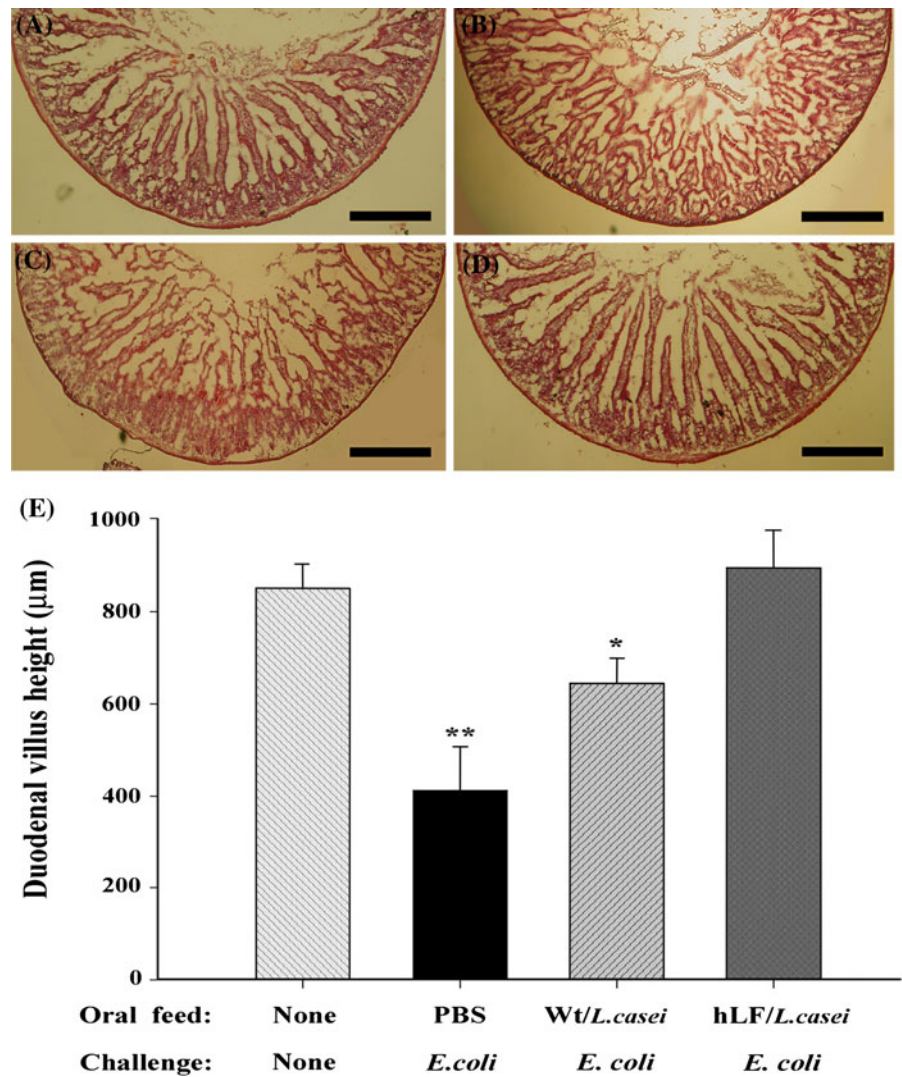 (A)
(B)
(C)
(D)
(E)
Duodenal villus height (μm)
1000
800
600
400
200
0
**
*
Oral feed: None PBS Wt/L.casei hLF/L.casei
Challenge: None E.coli E. coli E. coli